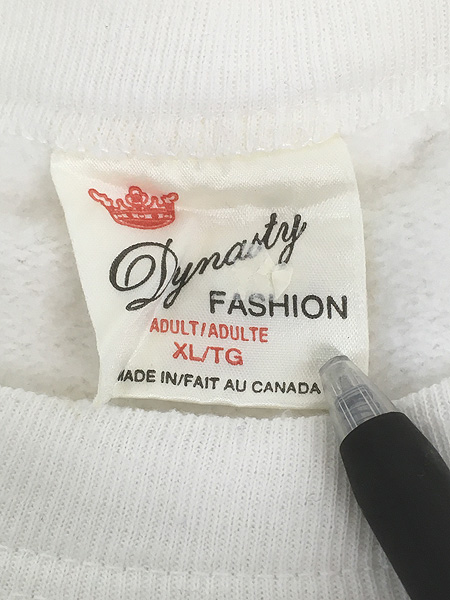 Dynasty
FASHION
ADULT/ADULTE
XL/TG
MADE IN/FAIT AU CANADA